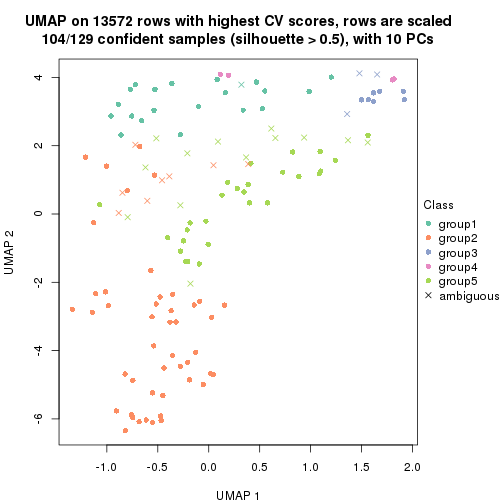 UMAP on 13572 rows with highest CV scores, rows are scaled
104/129 confident samples (silhouette > 0.5), with 10 PCs
4
2
0
-2
-4
-6
UMAP 2
-1.0
-0.5
0.0
0.5
1.0
1.5
2.0
UMAP 1
Class
group1
group2
group3
group4
group5
ambiguous